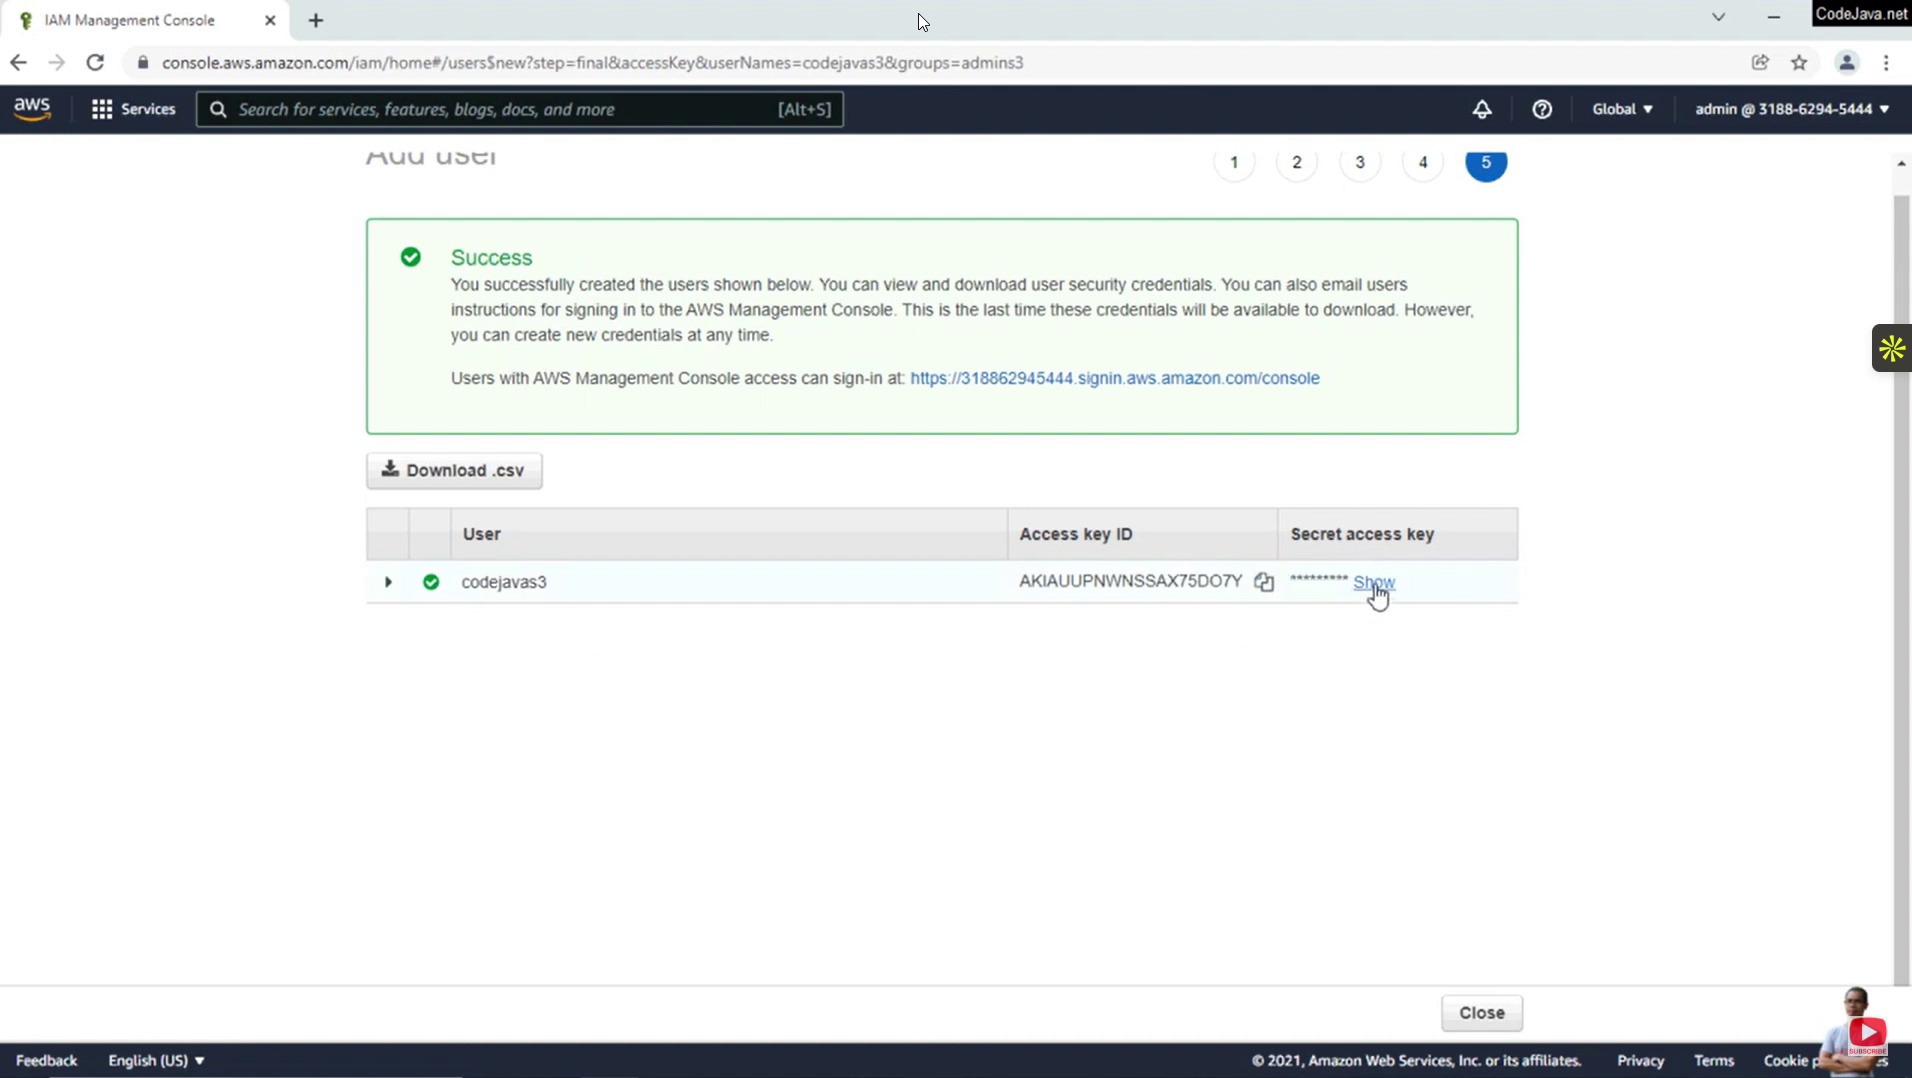 IAM Management Console
CodeJava.net
console.aws.amazon.com/iam/home#/users$new?step=final&accessKey&userNames=codejavas3&groups=admins3
aws
Services
Search for services, features, blogs, docs, and more
[Alt+S]
Global
admin @ 3188-6294-5444
Add user
1 2 3 4 5
Success
You successfully created the users shown below. You can view and download user security credentials. You can also email users
instructions for signing in to the AWS Management Console. This is the last time these credentials will be available to download. However,
you can create new credentials at any time.
Users with AWS Management Console access can sign-in at: https://318862945444.signin.aws.amazon.com/console
Download .csv
User Access key ID Secret access key
codejavas3 AKIAUUPNWNSSAX75DO7Y ********* Show
Close
SUBSCRIBE
Feedback English (US) © 2021, Amazon Web Services, Inc. or its affiliates. Privacy Terms Cookie